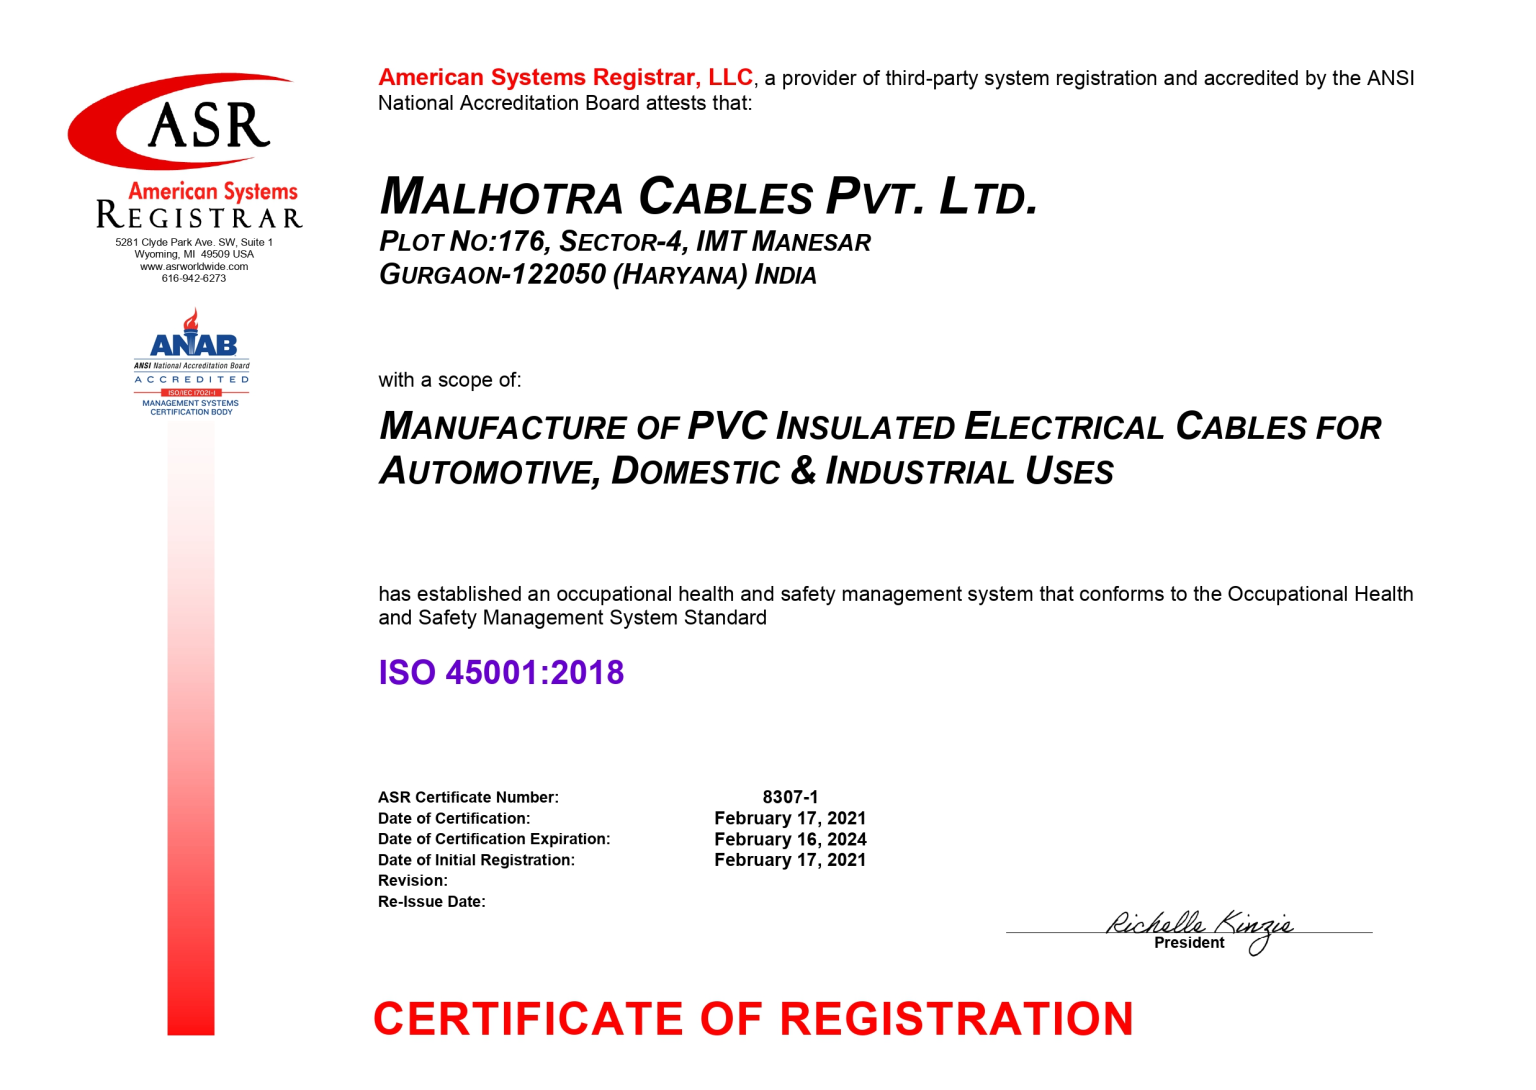 ASR
American Systems
REGISTRAR
5281 Clyde Park Ave. SW, Suite 1
Wyoming, MI 49509 USA
www.asrworldwide.com
616-942-6273
ANAB
ANSI National Accreditation Board
ACCREDITED
ISO/IEC 17021-1
MANAGEMENT SYSTEMS
CERTIFICATION BODY
American Systems Registrar, LLC, a provider of third-party system registration and accredited by the ANSI
National Accreditation Board attests that:
MALHOTRA CABLES PVT. LTD.
PLOT NO:176, SECTOR-4, IMT MANESAR
GURGAON-122050 (HARYANA) INDIA
with a scope of:
MANUFACTURE OF PVC INSULATED ELECTRICAL CABLES FOR
AUTOMOTIVE, DOMESTIC & INDUSTRIAL USES
has established an occupational health and safety management system that conforms to the Occupational Health
and Safety Management System Standard
ISO 45001:2018
ASR Certificate Number: 8307-1
Date of Certification: February 17, 2021
Date of Certification Expiration: February 16, 2024
Date of Initial Registration: February 17, 2021
Revision:
Re-Issue Date:
Richelle Kinzie
President
CERTIFICATE OF REGISTRATION